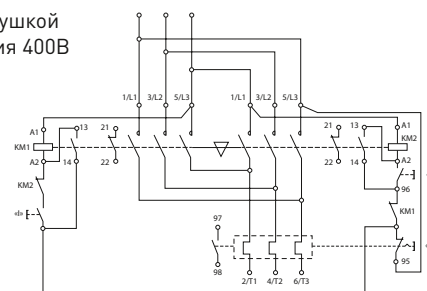 ушкой
ия 400В
1/L1 3/L2 5/L3 1/L1 3/L2 5/L3
A1 13 21 21 13 A1
KM1 KM2
A2 14 22 22 14 A2
KM2 96
«I» KM1
97
98 95
2/T1 4/T2 6/T3